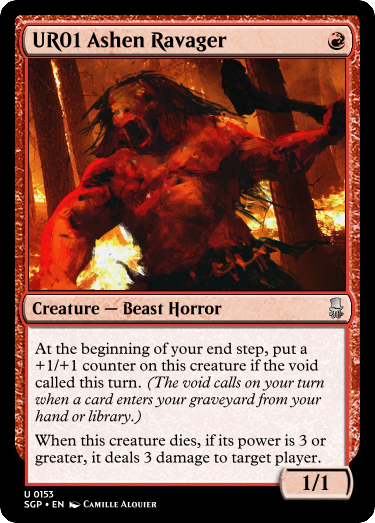 UR01 Ashen Ravager
Creature — Beast Horror
At the beginning of your end step, put a
+1/+1 counter on this creature if the void
called this turn. (The void calls on your turn
when a card enters your graveyard from your
hand or library.)
When this creature dies, if its power is 3 or
greater, it deals 3 damage to target player.
1/1
U 0153
SGP • EN Camille Alquier